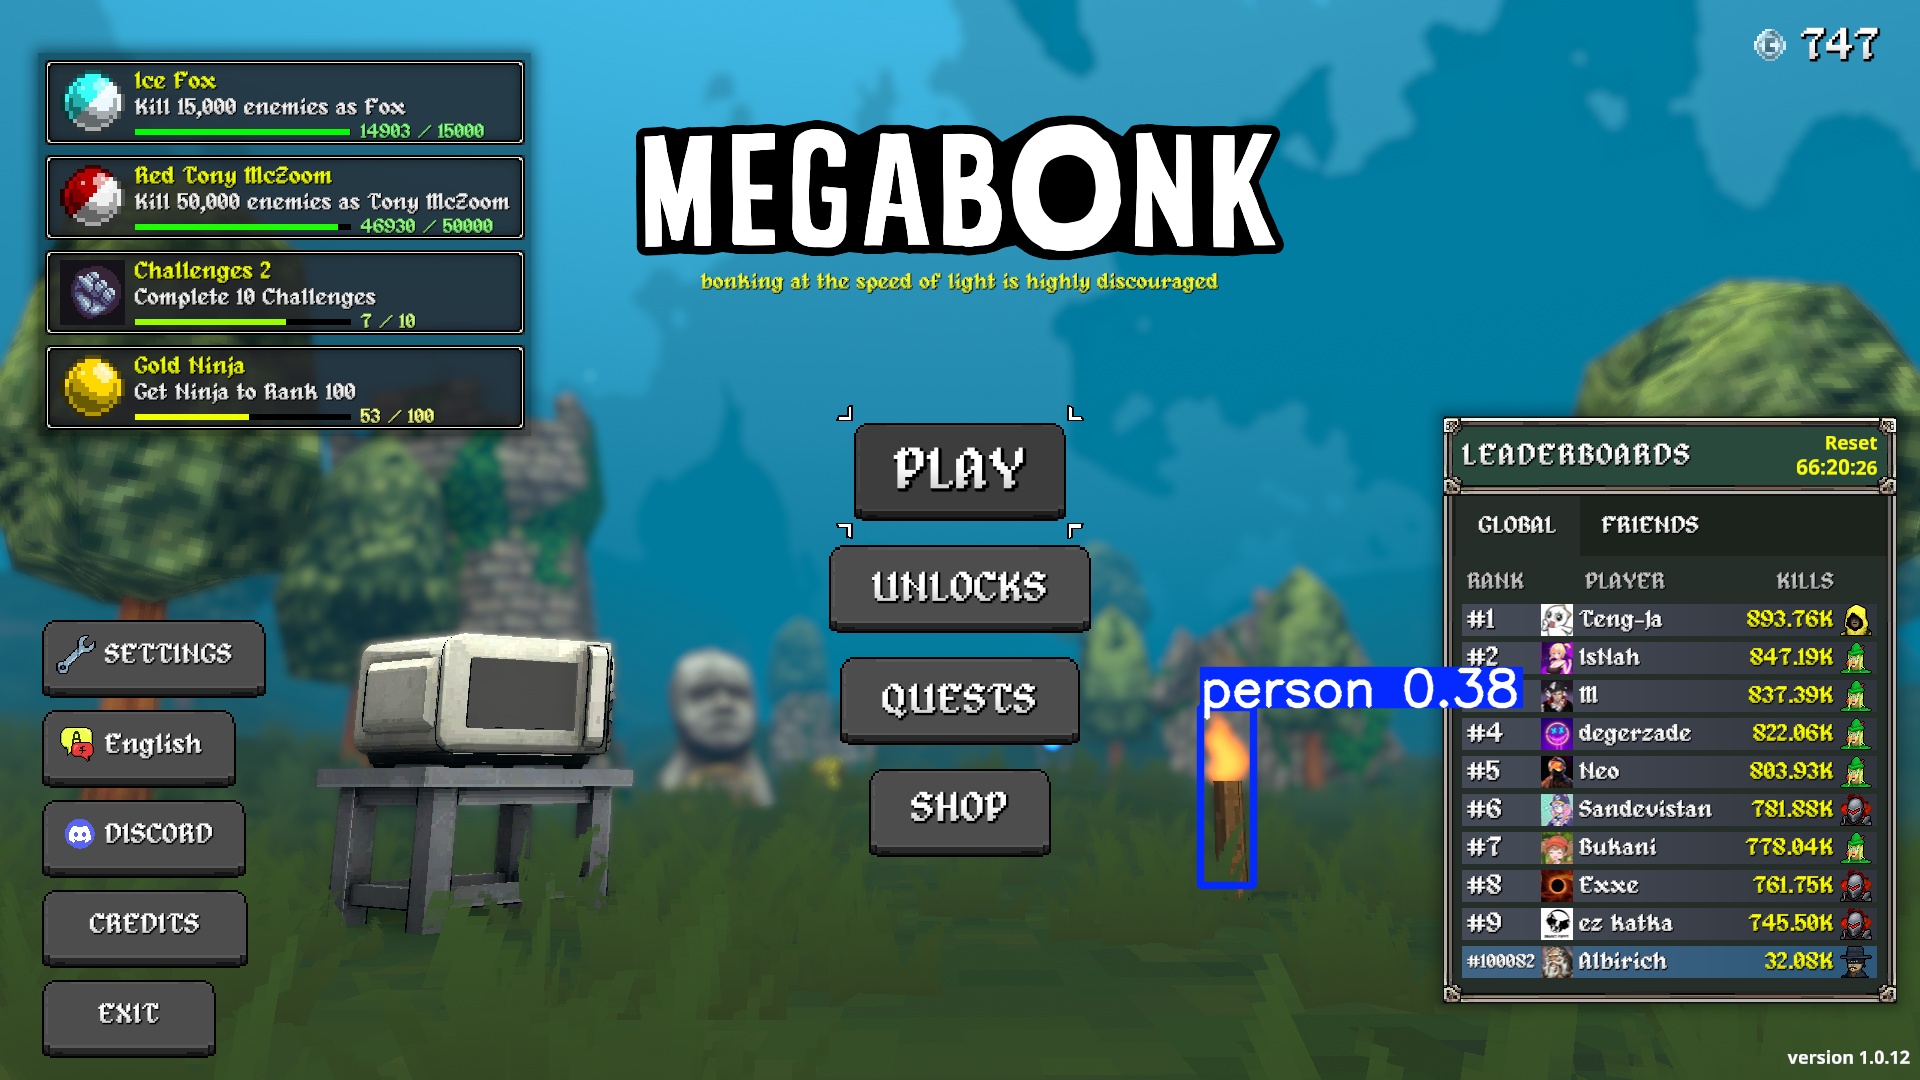 747
Ice Fox
Kill 15,000 enemies as Fox
14903 / 15000
Red Tony McZoom
Kill 50,000 enemies as Tony McZoom
46930 / 50000
Challenges 2
Complete 10 Challenges
7 / 10
Gold Ninja
Get Ninja to Rank 100
53 / 100
MEGABONK
bonking at the speed of light is highly discouraged
PLAY
UNLOCKS
QUESTS
SHOP
SETTINGS
English
DISCORD
CREDITS
EXIT
person 0.38
LEADERBOARDS
Reset
66:20:26
GLOBAL FRIENDS
RANK PLAYER KILLS
#1 Teng-Ja 893.76K
#2 IsNah 847.19K
M 837.39K
#4 degerzade 822.06K
#5 Neo 803.93K
#6 Sandevistan 781.88K
#7 Bukani 778.04K
#8 Exxe 761.75K
#9 ez katka 745.50K
#100082 Albirich 32.08K
version 1.0.12